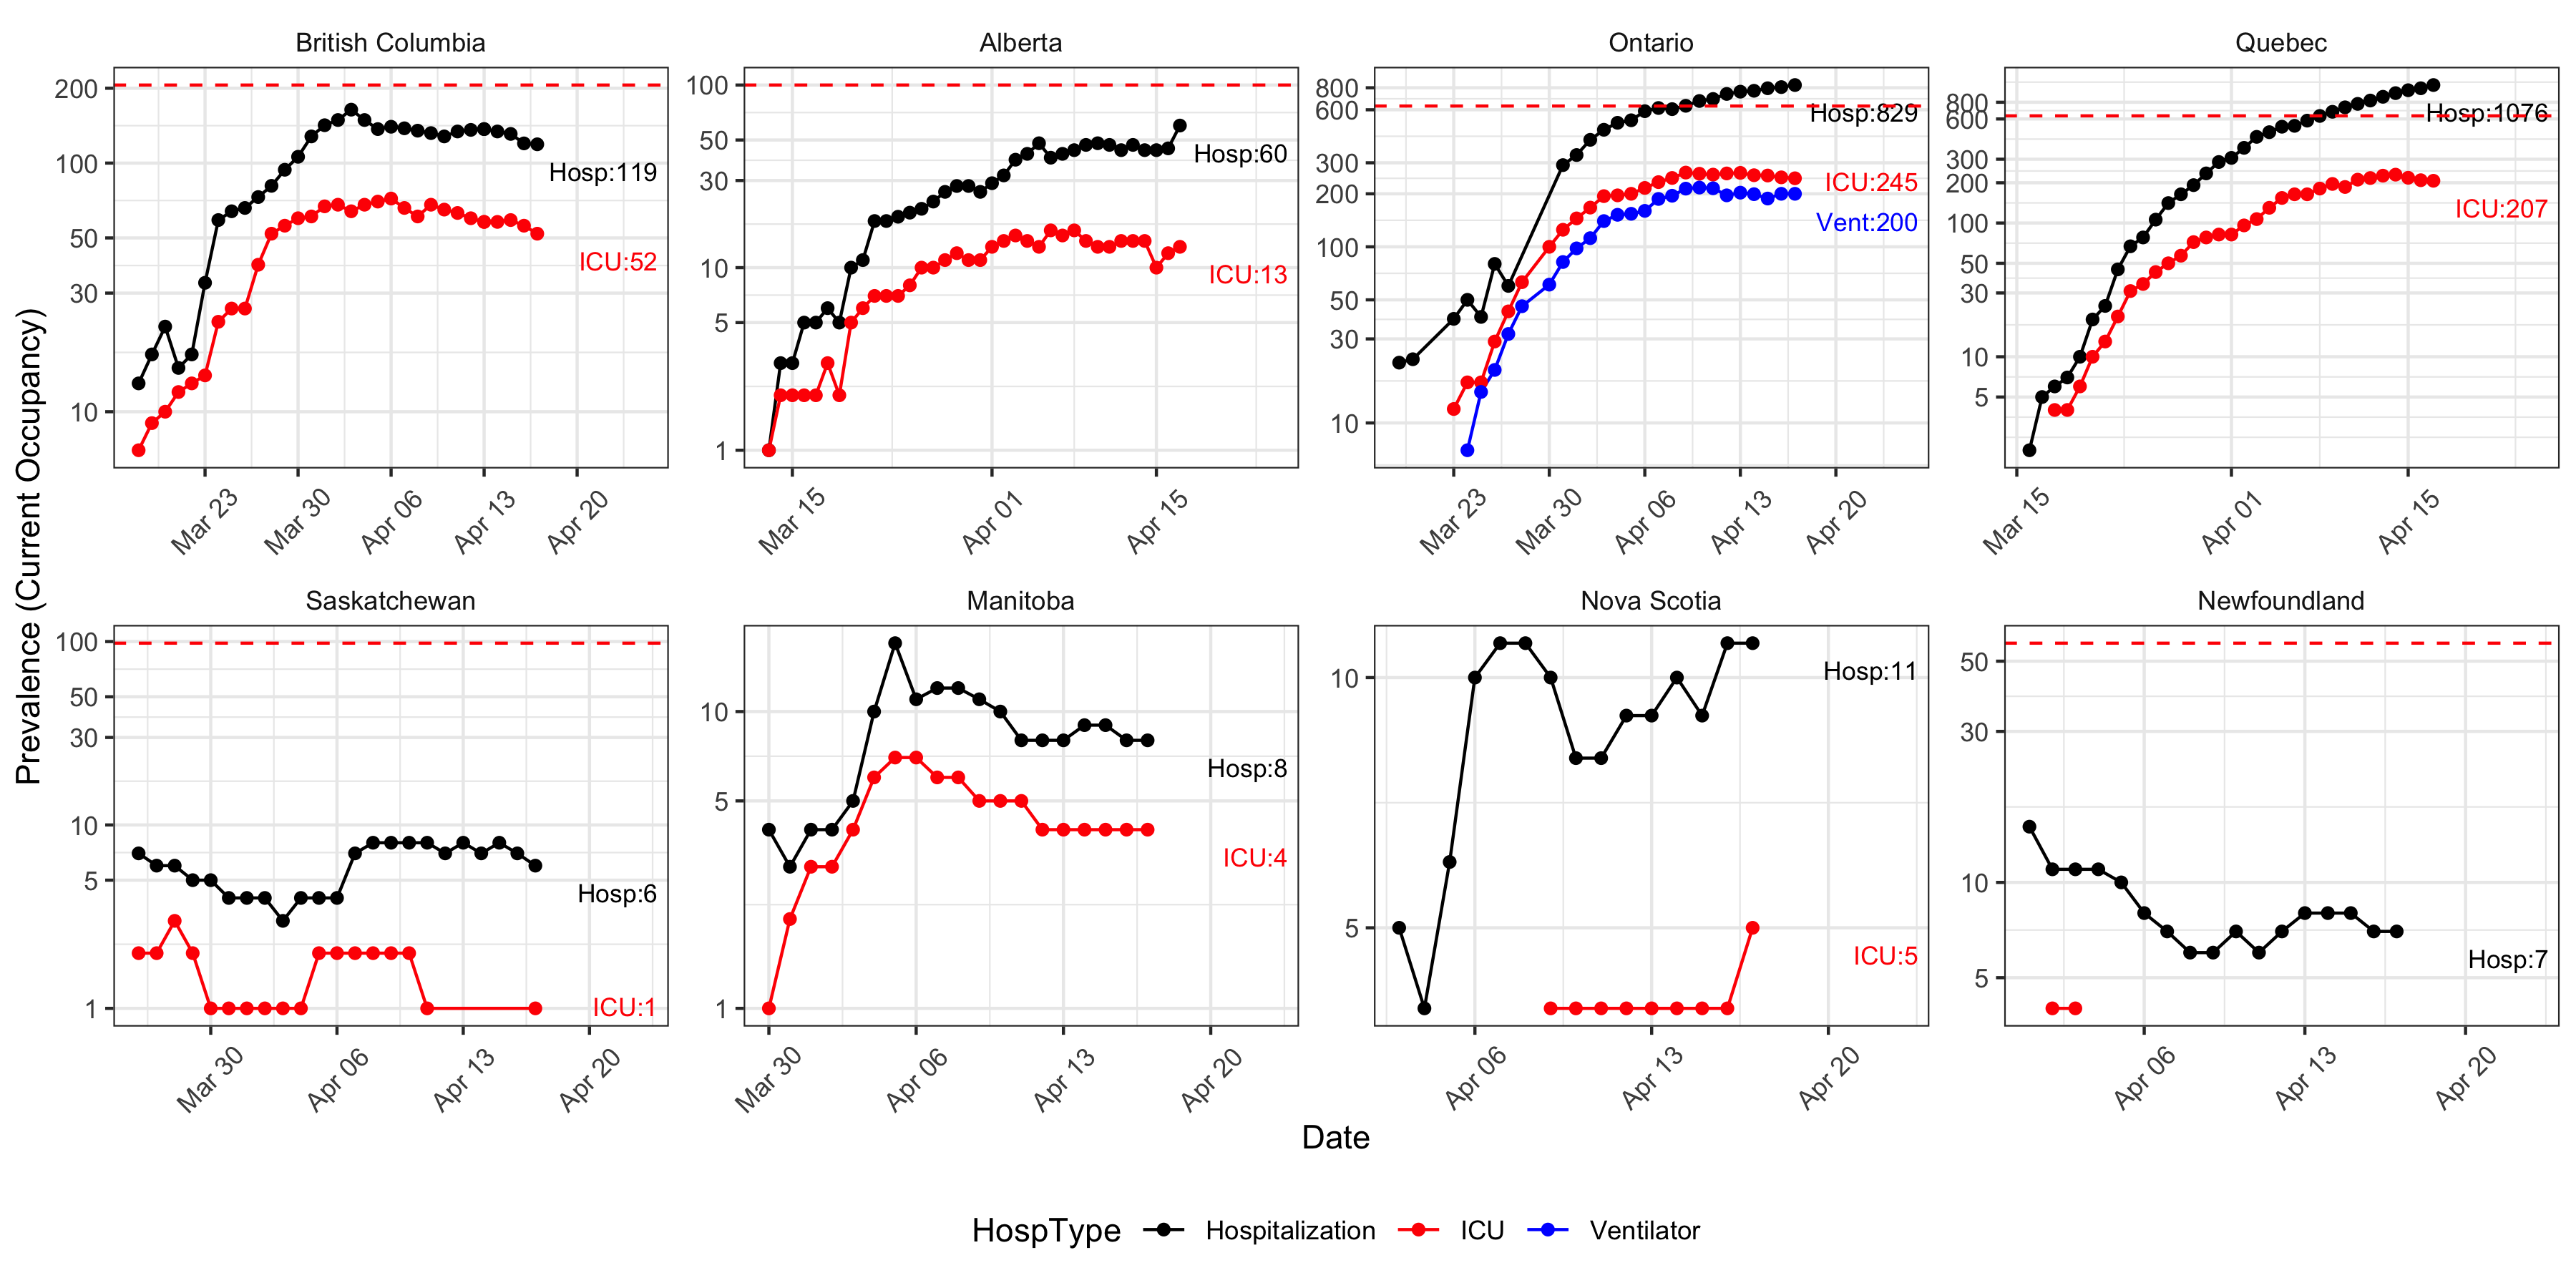 British Columbia
Alberta
Ontario
Quebec
200
100
50
30
10
Hosp:119
ICU:52
Mar 23
Mar 30
Apr 06
Apr 13
Apr 20
100
50
30
10
5
1
Hosp:60
ICU:13
Mar 15
Apr 01
Apr 15
800
600
300
200
100
50
30
10
Hosp:829
ICU:245
Vent:200
Mar 23
Mar 30
Apr 06
Apr 13
Apr 20
800
600
300
200
100
50
30
10
5
Hosp:1076
ICU:207
Mar 15
Apr 01
Apr 15
Prevalence (Current Occupancy)
Saskatchewan
Manitoba
Nova Scotia
Newfoundland
100
50
30
10
5
1
Hosp:6
ICU:1
Mar 30
Apr 06
Apr 13
Apr 20
10
5
1
Hosp:8
ICU:4
Mar 30
Apr 06
Apr 13
Apr 20
10
5
Hosp:11
ICU:5
Apr 06
Apr 13
Apr 20
50
30
10
5
Hosp:7
Apr 06
Apr 13
Apr 20
Date
HospType Hospitalization ICU Ventilator